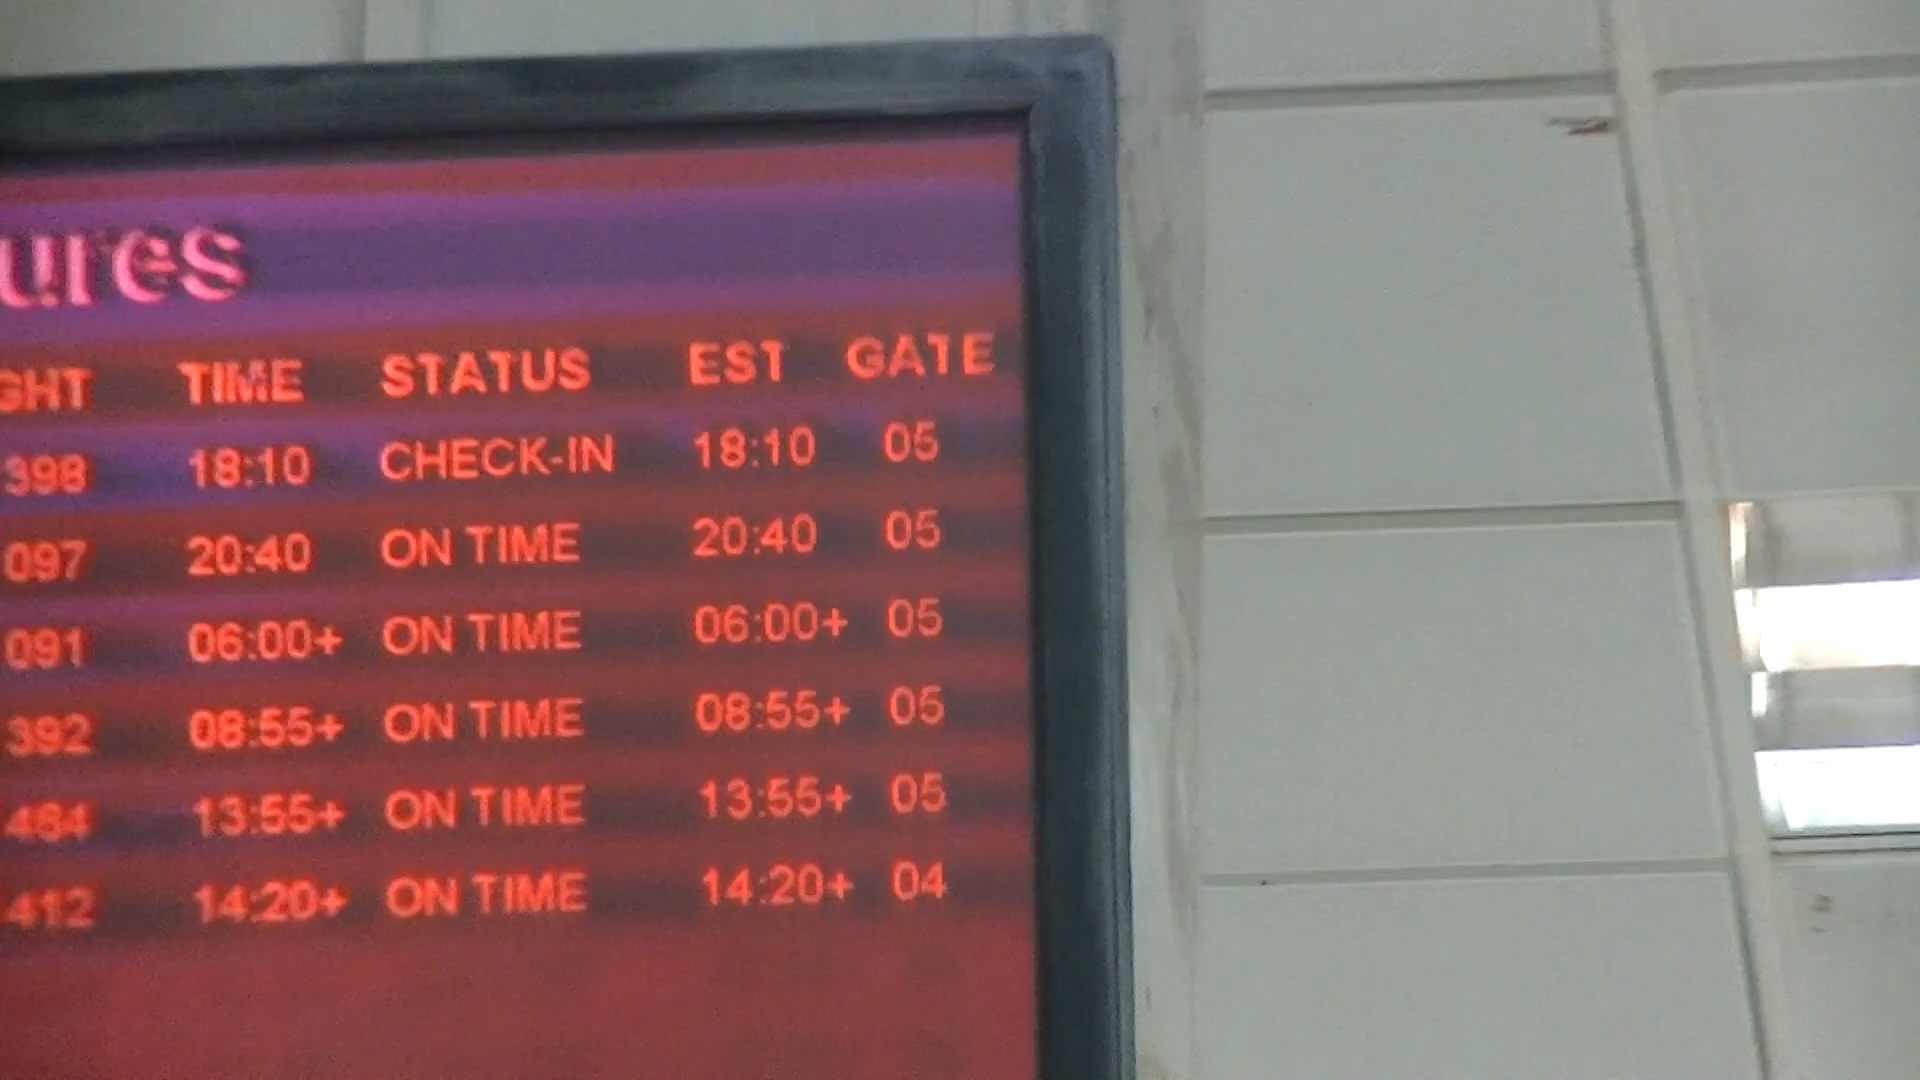 ures
GHT TIME STATUS EST GATE
398 18:10 CHECK-IN 18:10 05
097 20:40 ON TIME 20:40 05
091 06:00+ ON TIME 06:00+ 05
392 08:55+ ON TIME 08:55+ 05
484 13:55+ ON TIME 13:55+ 05
412 14:20+ ON TIME 14:20+ 04